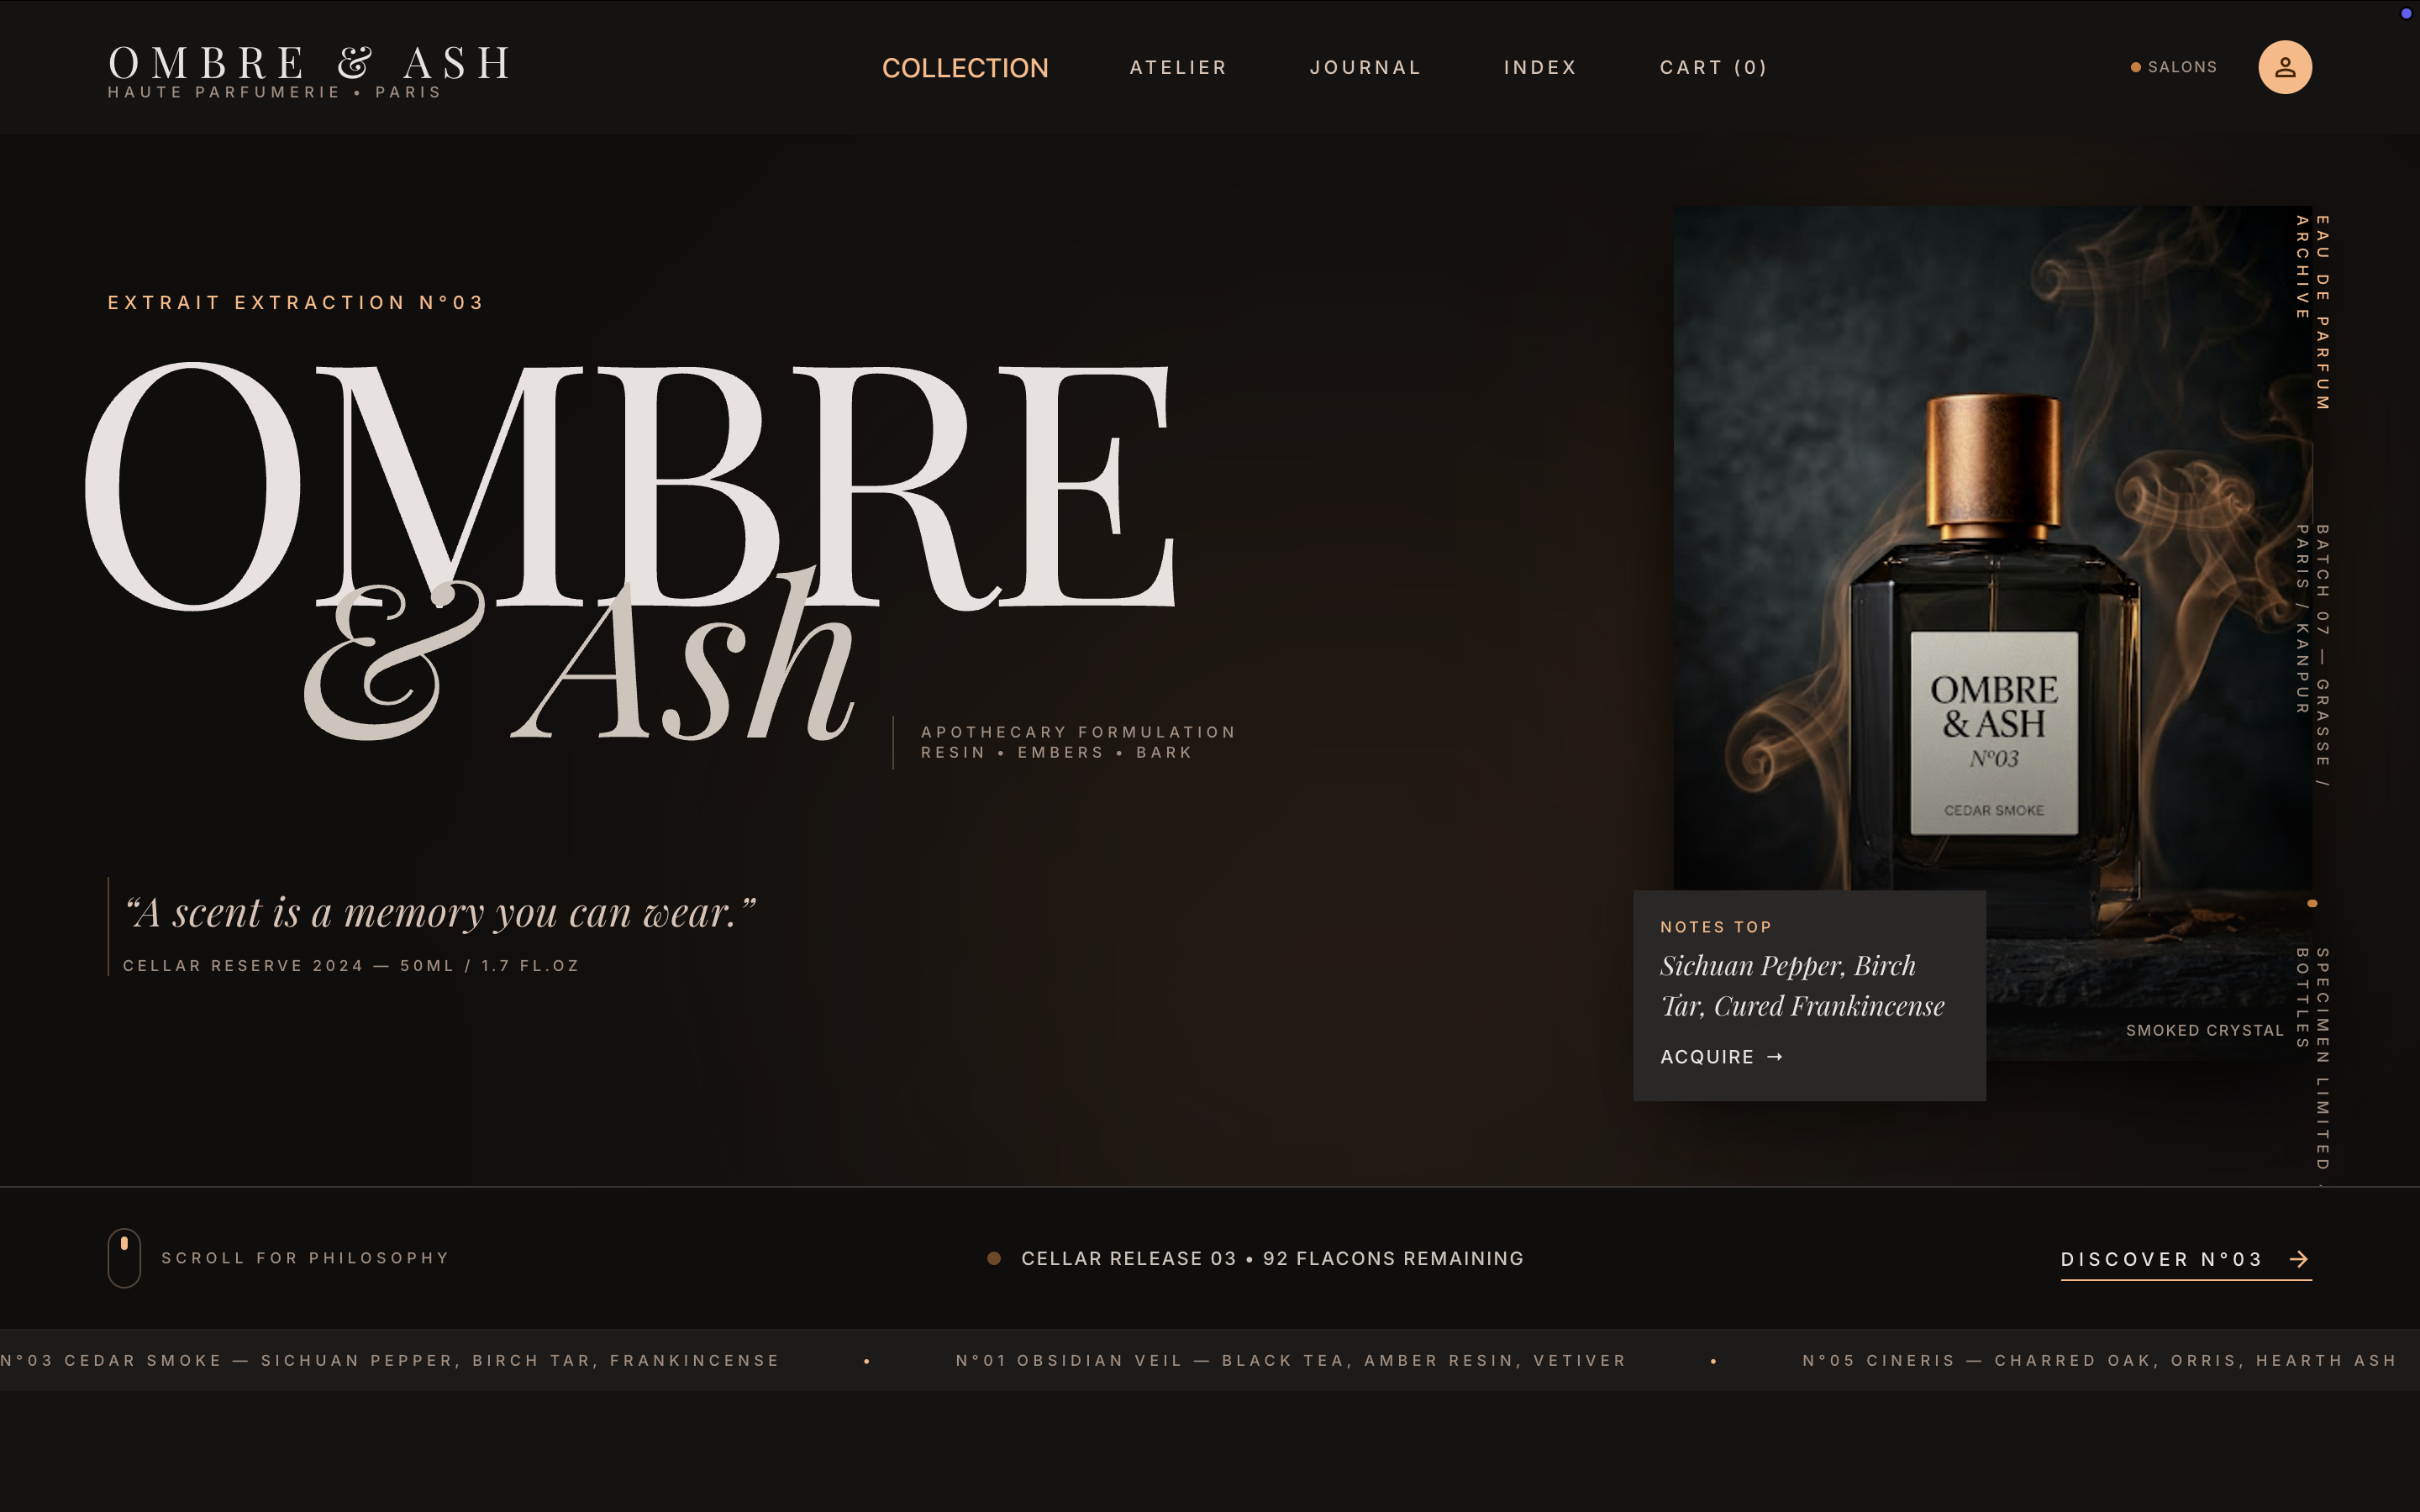 OMBRE & ASH
HAUTE PARFUMERIE • PARIS
COLLECTION
ATELIER
JOURNAL
INDEX
CART (0)
SALONS
EXTRAIT EXTRACTION N°03
OMBRE
& Ash
APOTHECARY FORMULATION
RESIN • EMBERS • BARK
“A scent is a memory you can wear.”
CELLAR RESERVE 2024 — 50ML / 1.7 FL.OZ
OMBRE
& ASH
Nº03
CEDAR SMOKE
EAU DE PARFUM
ARCHIVE
BATCH 07 — GRASSE /
PARIS / KANPUR
SPECIMEN LIMITED
BOTTLES
NOTES TOP
Sichuan Pepper, Birch
Tar, Cured Frankincense
ACQUIRE →
SMOKED CRYSTAL
SCROLL FOR PHILOSOPHY
CELLAR RELEASE 03 • 92 FLACONS REMAINING
DISCOVER N°03 →
N°03 CEDAR SMOKE — SICHUAN PEPPER, BIRCH TAR, FRANKINCENSE • N°01 OBSIDIAN VEIL — BLACK TEA, AMBER RESIN, VETIVER • N°05 CINERIS — CHARRED OAK, ORRIS, HEARTH ASH